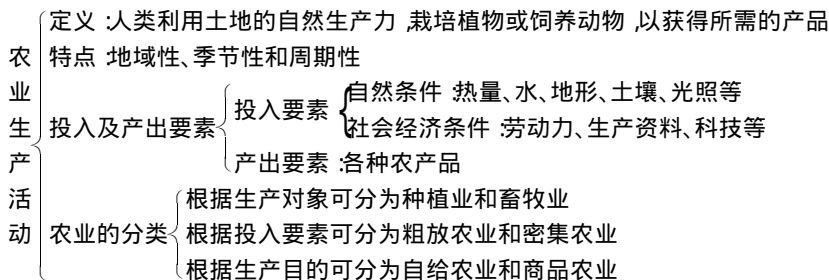 农业生产活动
定义:人类利用土地的自然生产力,栽培植物或饲养动物,以获得所需的产品
特点:地域性、季节性和周期性
投入及产出要素
投入要素
自然条件:热量、水、地形、土壤、光照等
社会经济条件:劳动力、生产资料、科技等
产出要素:各种农产品
农业的分类
根据生产对象可分为种植业和畜牧业
根据投入要素可分为粗放农业和密集农业
根据生产目的可分为自给农业和商品农业